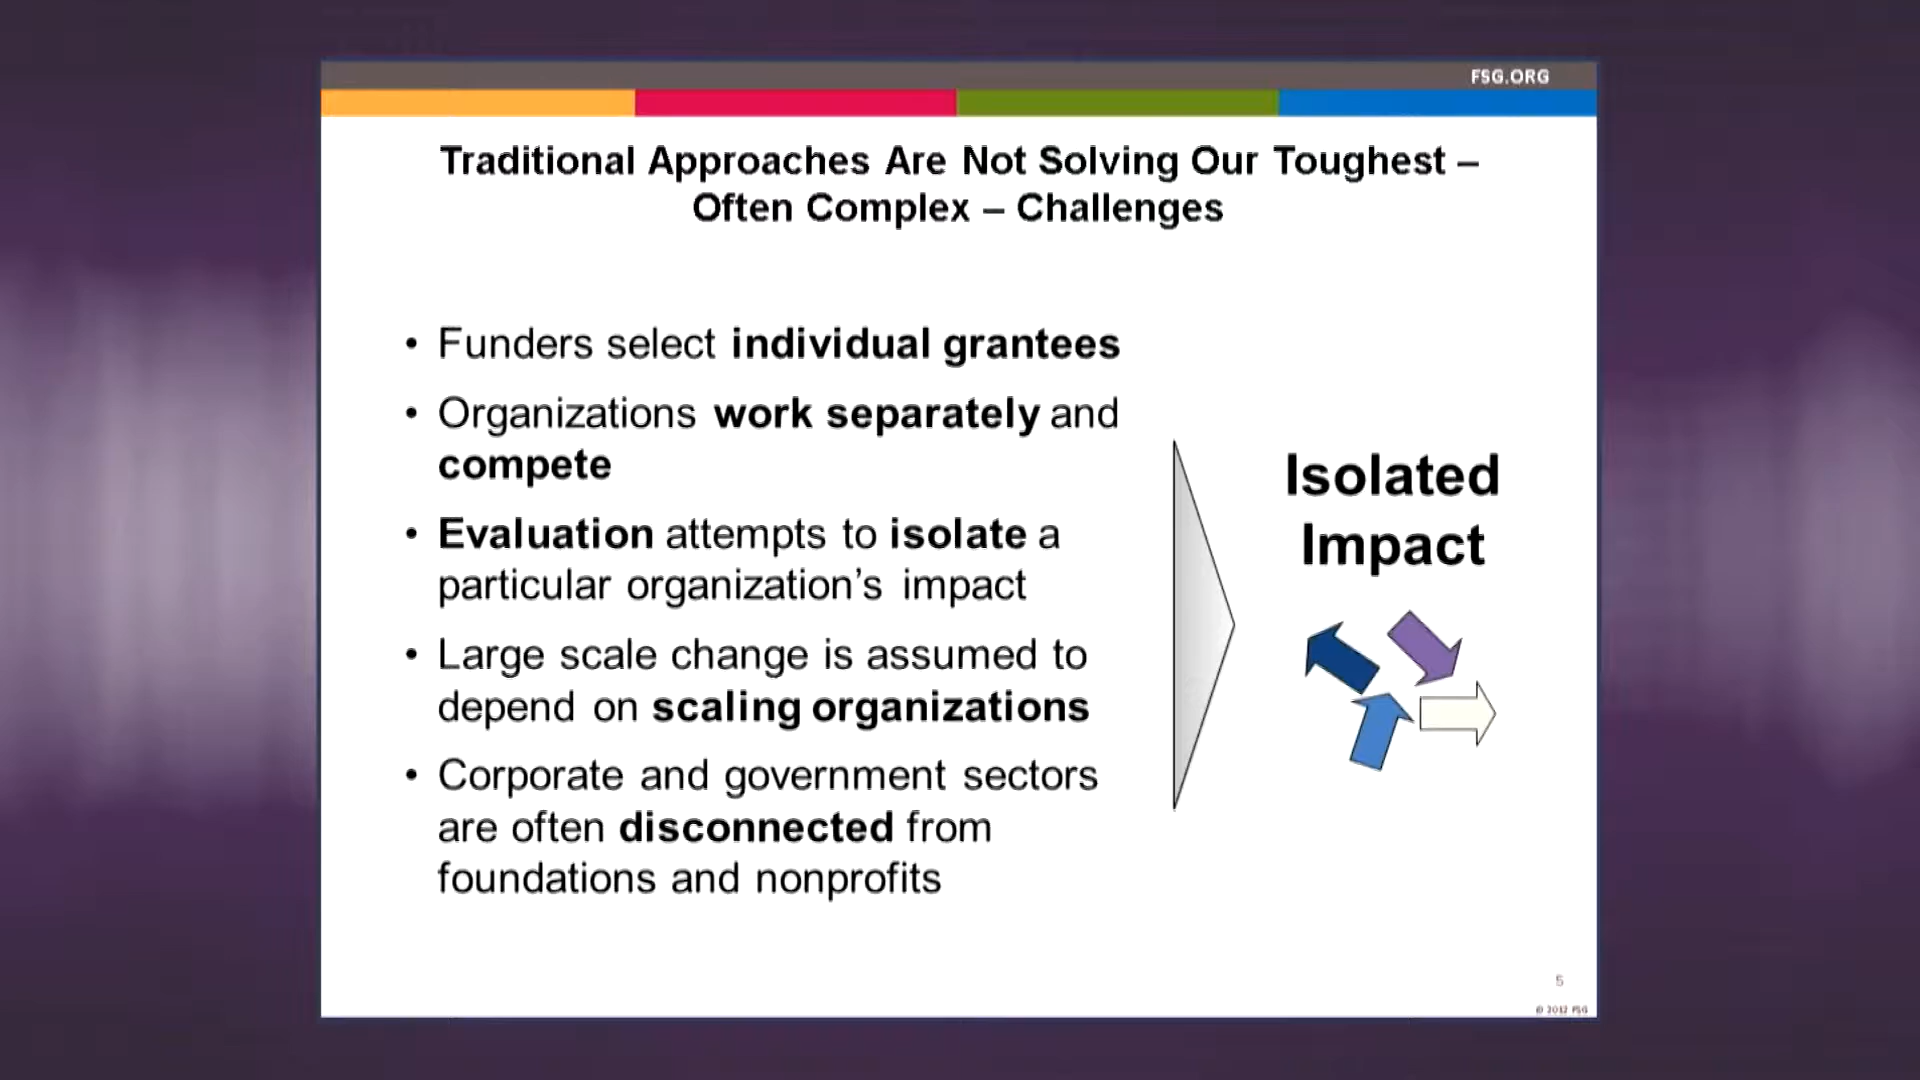 FSG.ORG
Traditional Approaches Are Not Solving Our Toughest –
Often Complex – Challenges
• Funders select individual grantees
• Organizations work separately and
compete
• Evaluation attempts to isolate a
particular organization’s impact
• Large scale change is assumed to
depend on scaling organizations
• Corporate and government sectors
are often disconnected from
foundations and nonprofits
Isolated
Impact
5
© 2012 FSG